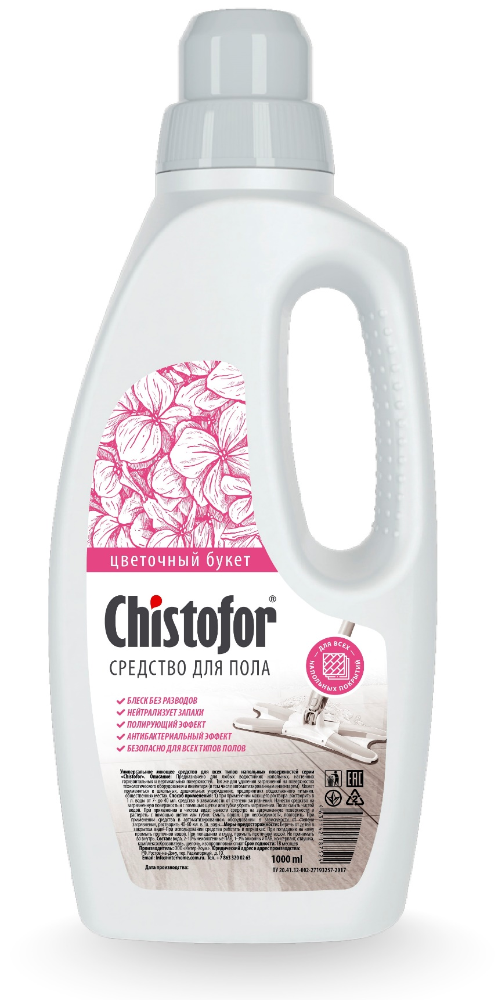 цветочный букет
Chistofor®
СРЕДСТВО ДЛЯ ПОЛА
ДЛЯ ВСЕХ
НАПОЛЬНЫХ ПОКРЫТИЙ
БЛЕСК БЕЗ РАЗВОДОВ
НЕЙТРАЛИЗУЕТ ЗАПАХИ
ПОЛИРУЮЩИЙ ЭФФЕКТ
АНТИБАКТЕРИАЛЬНЫЙ ЭФФЕКТ
БЕЗОПАСНО ДЛЯ ВСЕХ ТИПОВ ПОЛОВ
Универсальное моющее средство для всех типов напольных поверхностей серии
«Chistofor». Описание: Предназначено для любых водостойких напольных, настенных
горизонтальных и вертикальных поверхностей. Так же для удаления загрязнений на поверхностях
технологического оборудования и инвентаря (в том числе автоматизированным инвентарем). Может
применяться в школьных, дошкольных учреждениях, предприятия общественного питания,
общественных местах. Способ применения: 1) при применении моющего раствора, растворить в
1 л. воды от 7- до 40 мл. средства в зависимости от степени загрязнения. Нанести средство на
загрязненную поверхность и с помощью щетки или губки убрать загрязнения. После смыть чистой
водой. При применении в чистом виде: нанести средство на загрязненную поверхность и
растереть с помощью щетки или губки. Смыть водой. При необходимости, повторить. При
применении средства в автоматизированном оборудовании: в зависимости от степени
загрязнения, растворить 40-60 мл. в 1л. воды. Меры предосторожности: Беречь от детей в
закрытом виде! При использовании средства работать в перчатках. При попадании на кожу
промыть проточной водой. При попадании в глаза, промыть проточной водой. Не принимать
во внутрь. Состав: вода, 2-10% неионогенные ПАВ, 1-3% анионный ПАВ, консервант, отдушка,
комплексообразователь, щелочь, изопропиловый спирт. Срок годности: 18 месяцев
Производитель: ООО «Интер-Хоум». Юридический адрес и адрес производства:
РФ, Ростов-на-Дону, пер. Радиаторный, д. 10.
Email: info@interhome.com.ru. Тел. +7 863 320 02 63
Дата производства:
1000 ml
EAC
2
4631142187524
ТУ 20.41.32-002-27193257-2017